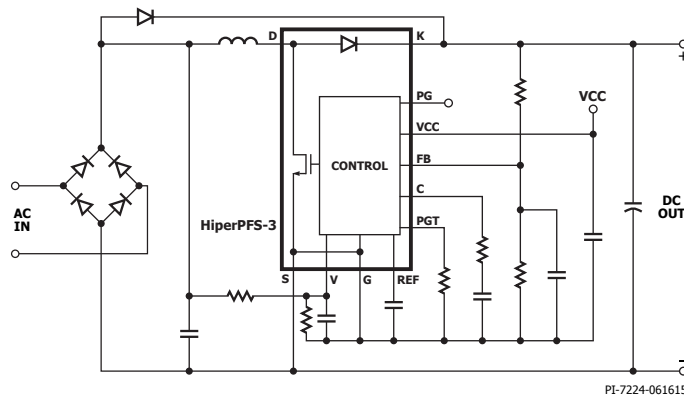 D
K
PG
VCC
VCC
CONTROL
FB
C
PGT
HiperPFS-3
AC
IN
DC
OUT
+
S
V
G
REF
–
PI-7224-061615